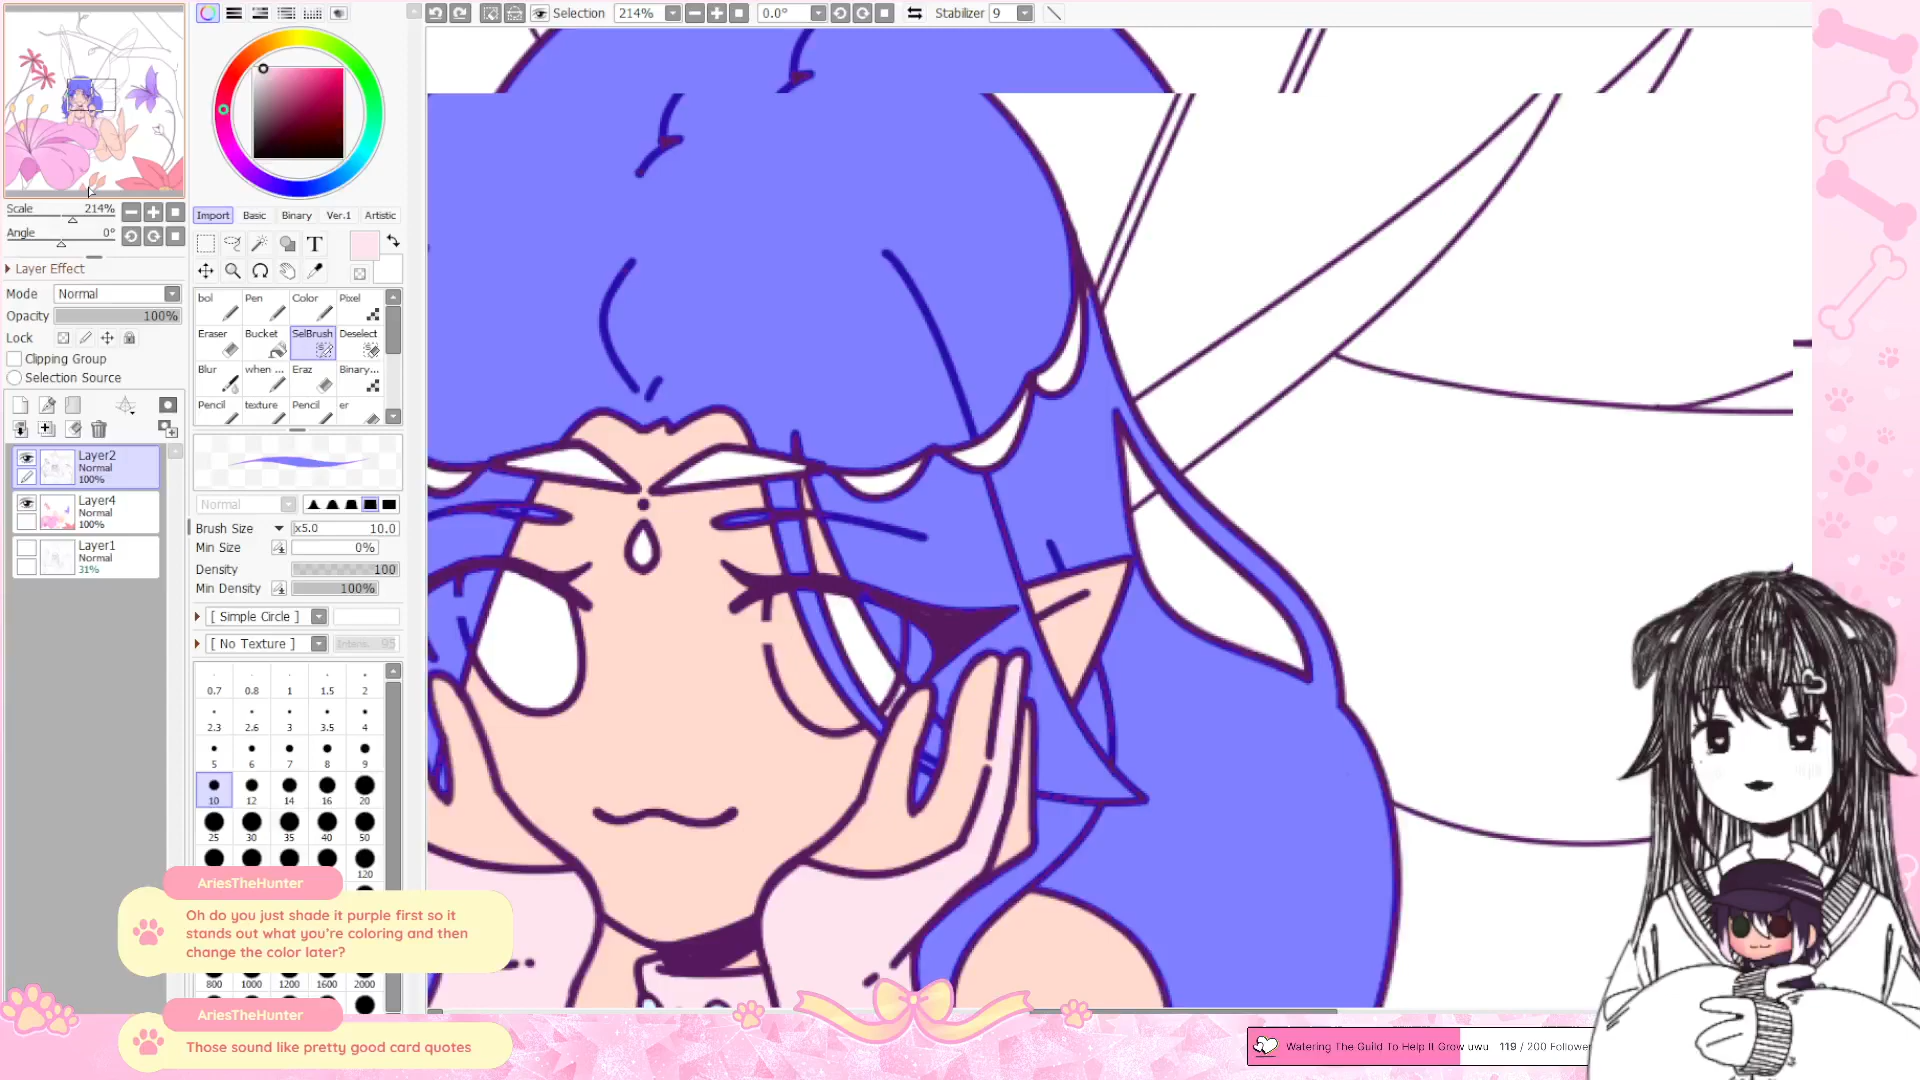 Selection 214% 0.0° Stabilizer 9
Scale 214%
Angle 0°
Layer Effect
Mode Normal
Opacity 100%
Lock
Clipping Group
Selection Source
Layer2
Normal
100%
Layer4
Normal
100%
Layer1
Normal
31%
Import Basic Binary Ver.1 Artistic
T
bol Pen Color Pixel
Eraser Bucket SelBrush Deselect
Blur when ... Eraz Binary...
Pencil texture Pencil er
Normal
Brush Size x5.0 10.0
Min Size 0%
Density 100
Min Density 100%
[ Simple Circle ]
[ No Texture ] Intens. 95
0.7 0.8 1 1.5 2
2.3 2.6 3 3.5 4
5 6 7 8 9
10 12 14 16 20
25 30 35 40 50
120
800 1000 1200 1600 2000
AriesTheHunter
Oh do you just shade it purple first so it
stands out what you're coloring and then
change the color later?
AriesTheHunter
Those sound like pretty good card quotes
Watering The Guild To Help It Grow uwu 119 / 200 Follower